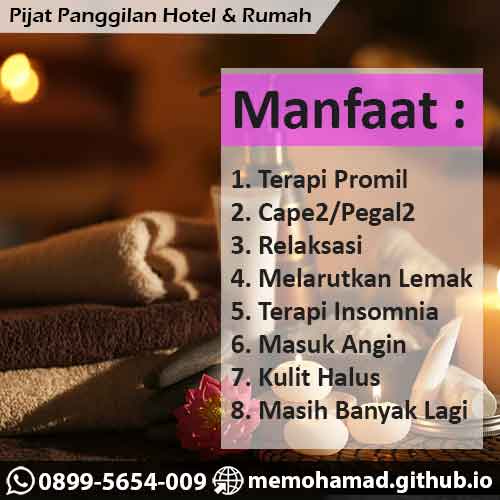 Pijat Panggilan Hotel & Rumah
Manfaat :
1. Terapi Promil
2. Cape2/Pegal2
3. Relaksasi
4. Melarutkan Lemak
5. Terapi Insomnia
6. Masuk Angin
7. Kulit Halus
8. Masih Banyak Lagi
0899-5654-009 memohamad.github.io